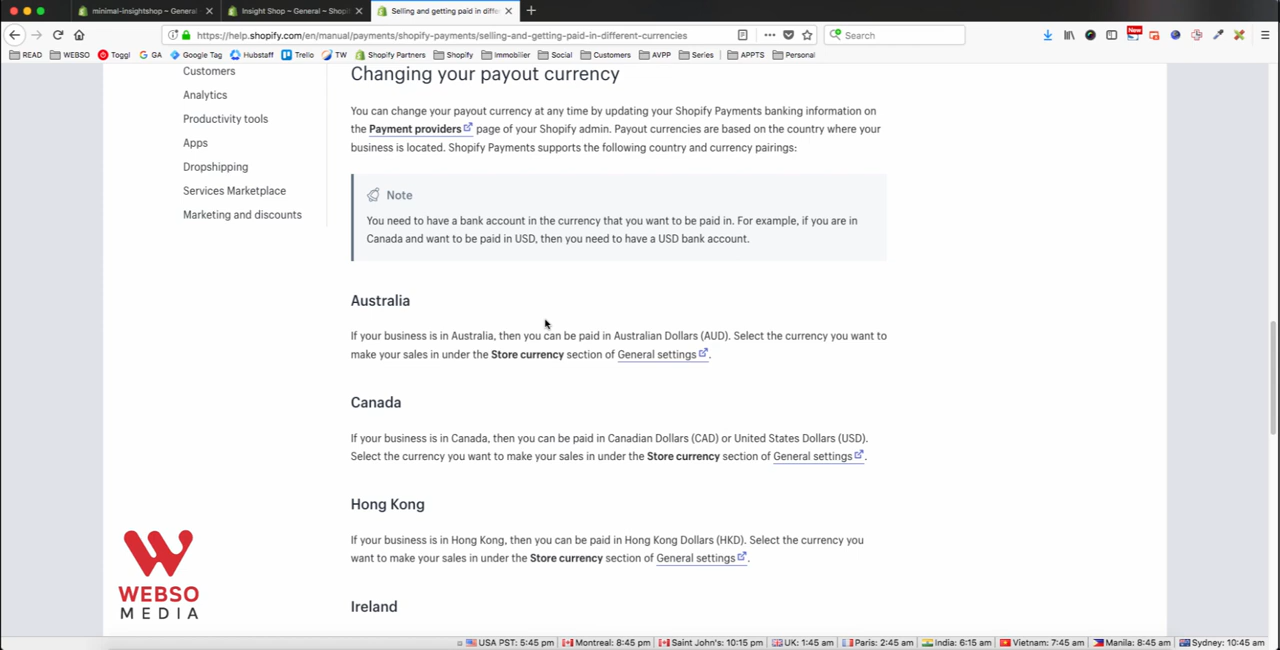 minimal-insightshop – General
Insight Shop – General – Shopify
Selling and getting paid in diffe
https://help.shopify.com/en/manual/payments/shopify-payments/selling-and-getting-paid-in-different-currencies
Search
New
READ WEBSO Toggl GA Google Tag Hubstaff Trello TW Shopify Partners Shopify Immobilier Social Customers AVPP Series APPTS Personal
Customers
Analytics
Productivity tools
Apps
Dropshipping
Services Marketplace
Marketing and discounts
Changing your payout currency
You can change your payout currency at any time by updating your Shopify Payments banking information on
the Payment providers page of your Shopify admin. Payout currencies are based on the country where your
business is located. Shopify Payments supports the following country and currency pairings:
Note
You need to have a bank account in the currency that you want to be paid in. For example, if you are in
Canada and want to be paid in USD, then you need to have a USD bank account.
Australia
If your business is in Australia, then you can be paid in Australian Dollars (AUD). Select the currency you want to
make your sales in under the Store currency section of General settings.
Canada
If your business is in Canada, then you can be paid in Canadian Dollars (CAD) or United States Dollars (USD).
Select the currency you want to make your sales in under the Store currency section of General settings.
Hong Kong
If your business is in Hong Kong, then you can be paid in Hong Kong Dollars (HKD). Select the currency you
want to make your sales in under the Store currency section of General settings.
Ireland
WEBSO
MEDIA
USA PST: 5:45 pm Montreal: 8:45 pm Saint John's: 10:15 pm UK: 1:45 am Paris: 2:45 am India: 6:15 am Vietnam: 7:45 am Manila: 8:45 am Sydney: 10:45 am